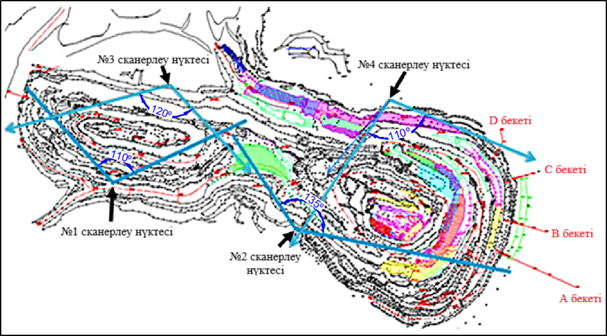 №3 сканерлеу нүктесі
№4 сканерлеу нүктесі
D бекеті
120°
110°
C бекеті
110°
B бекеті
135°
№1 сканерлеу нүктесі
№2 сканерлеу
нүктесі
А бекеті